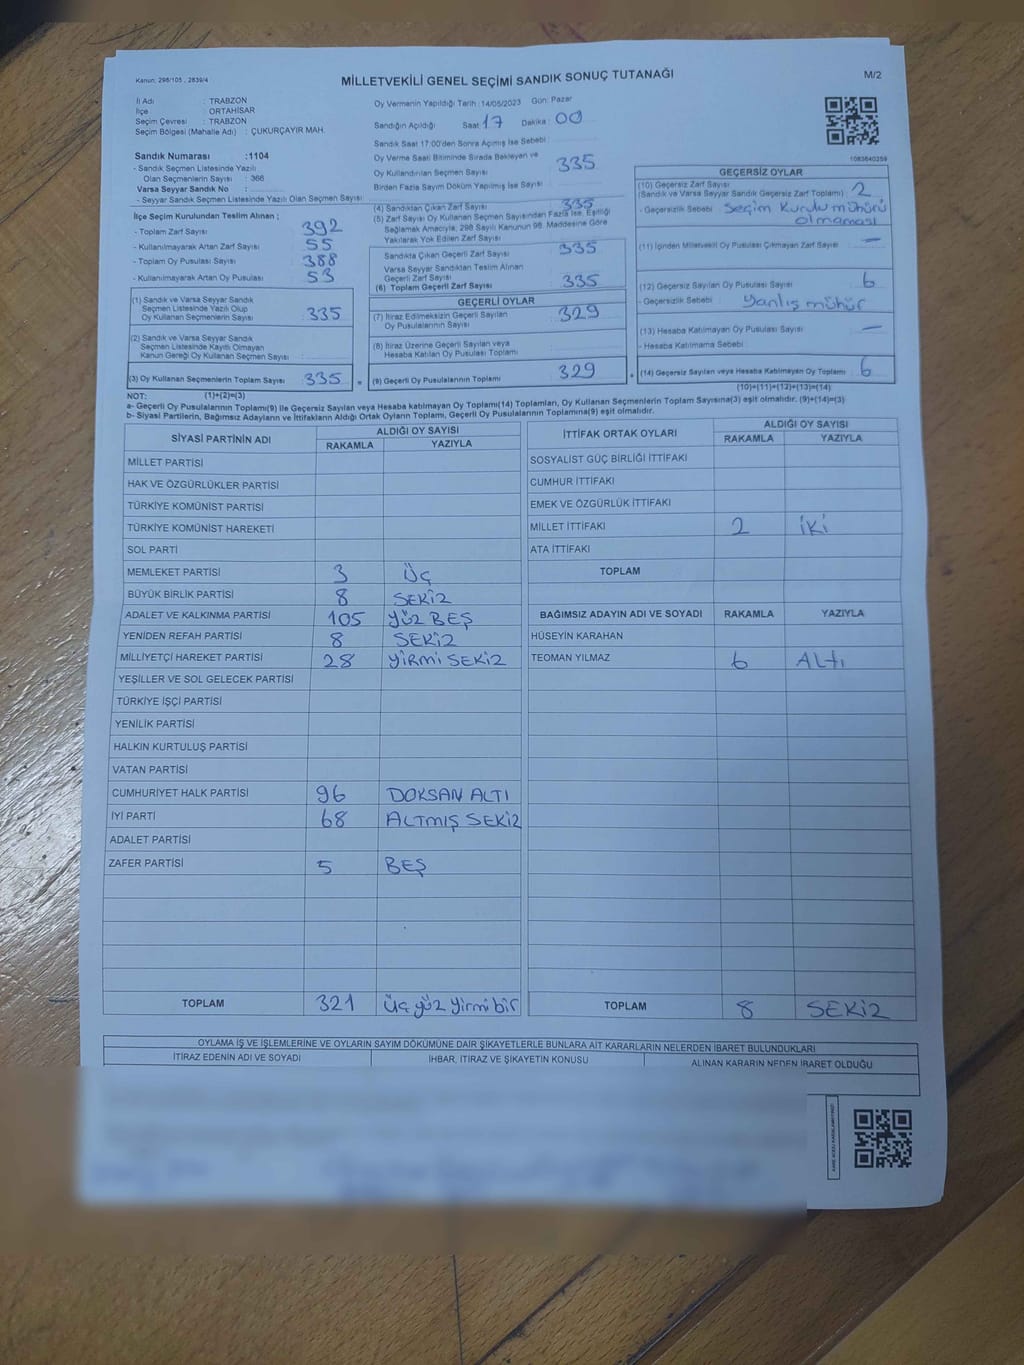 Kanun: 298/105 , 2839/4
MİLLETVEKİLİ GENEL SEÇİMİ SANDIK SONUÇ TUTANAĞI
M/2
İl Adı : TRABZON
İlçe : ORTAHİSAR
Seçim Çevresi : TRABZON
Seçim Bölgesi (Mahalle Adı) : ÇUKURÇAYIR MAH.
Sandık Numarası :1104
- Sandık Seçmen Listesinde Yazılı
Olan Seçmenlerin Sayısı : 366
Varsa Seyyar Sandık No :
- Seyyar Sandık Seçmen Listesinde Yazılı Olan Seçmen Sayısı
İlçe Seçim Kurulundan Teslim Alınan ;
- Toplam Zarf Sayısı 392
- Kullanılmayarak Artan Zarf Sayısı 55
- Toplam Oy Pusulası 388
- Kullanılmayarak Artan Oy Pusulası 53
(1) Sandık ve Varsa Seyyar Sandık
Seçmen Listesinde Yazılı Olup
Oy Kullanan Seçmenlerin Sayısı : 335
(2) Sandık ve Varsa Seyyar Sandık
Seçmen Listesinde Kayıtlı Olmayan
Kanun Gereği Oy Kullanan Seçmen Sayısı :
(3) Oy Kullanan Seçmenlerin Toplam Sayısı 335 =
Oy Vermenin Yapıldığı Tarih :14/05/2023 Gün: Pazar
Sandığın Açıldığı Saat 17 Dakika : 00
Sandık Saat 17:00'den Sonra Açılmış İse Sebebi :
Oy Verme Saati Bitiminde Sırada Bekleyen ve
Oy Kullandırılan Seçmen Sayısı : 335
Birden Fazla Sayım Döküm Yapılmış İse Sayısı :
(4) Sandıktan Çıkan Zarf Sayısı 335
(5) Zarf Sayısı Oy Kullanan Seçmen Sayısından Fazla İse, Eşitliği
Sağlamak Amacıyla; 298 Sayılı Kanunun 98. Maddesine Göre
Yakılarak Yok Edilen Zarf Sayısı :
Sandıkta Çıkan Geçerli Zarf Sayısı 335
Varsa Seyyar Sandıktan Teslim Alınan
Geçerli Zarf Sayısı
(6) Toplam Geçerli Zarf Sayısı : 335
GEÇERLİ OYLAR
(7) İtiraz Edilmeksizin Geçerli Sayılan
Oy Pusulalarının Sayısı : 329
(8) İtiraz Üzerine Geçerli Sayılan veya
Hesaba Katılan Oy Pusulası Toplamı :
(9) Geçerli Oy Pusulalarının Toplamı 329 +
1083640359
GEÇERSİZ OYLAR
(10) Geçersiz Zarf Sayısı
(Sandık ve Varsa Seyyar Sandık Geçersiz Zarf Toplamı) : 2
- Geçersizlik Sebebi : Seçim Kurulu mühürü
olmaması
(11) İçinden Milletvekili Oy Pusulası Çıkmayan Zarf Sayısı : —
(12) Geçersiz Sayılan Oy Pusulası Sayısı : 6
- Geçersizlik Sebebi : Yanlış mühür
(13) Hesaba Katılmayan Oy Pusulası Sayısı : —
- Hesaba Katılmama Sebebi :
(14) Geçersiz Sayılan veya Hesaba Katılmayan Oy Toplamı : 6
NOT: (1)+(2)=(3)
(10)+(11)+(12)+(13)=(14)
a- Geçerli Oy Pusulalarının Toplamı(9) ile Geçersiz Sayılan veya Hesaba katılmayan Oy Toplamı(14) Toplamları, Oy Kullanan Seçmenlerin Toplam Sayısına(3) eşit olmalıdır. (9)+(14)=(3)
b- Siyasi Partilerin, Bağımsız Adayların ve İttifakların Aldığı Ortak Oyların Toplamı, Geçerli Oy Pusulalarının Toplamına(9) eşit olmalıdır.
SİYASİ PARTİNİN ADI
ALDIĞI OY SAYISI
RAKAMLA YAZIYLA
MİLLET PARTİSİ
HAK VE ÖZGÜRLÜKLER PARTİSİ
TÜRKİYE KOMÜNİST PARTİSİ
TÜRKİYE KOMÜNİST HAREKETİ
SOL PARTİ
MEMLEKET PARTİSİ 3 ÜÇ
BÜYÜK BİRLİK PARTİSİ 8 SEKİZ
ADALET VE KALKINMA PARTİSİ 105 YÜZ BEŞ
YENİDEN REFAH PARTİSİ 8 SEKİZ
MİLLİYETÇİ HAREKET PARTİSİ 28 YİRMİ SEKİZ
YEŞİLLER VE SOL GELECEK PARTİSİ
TÜRKİYE İŞÇİ PARTİSİ
YENİLİK PARTİSİ
HALKIN KURTULUŞ PARTİSİ
VATAN PARTİSİ
CUMHURİYET HALK PARTİSİ 96 DOKSAN ALTI
İYİ PARTİ 68 ALTMIŞ SEKİZ
ADALET PARTİSİ
ZAFER PARTİSİ 5 BEŞ
TOPLAM 321 üç yüz yirmi bir
İTTİFAK ORTAK OYLARI
ALDIĞI OY SAYISI
RAKAMLA YAZIYLA
SOSYALİST GÜÇ BİRLİĞİ İTTİFAKI
CUMHUR İTTİFAKI
EMEK VE ÖZGÜRLÜK İTTİFAKI
MİLLET İTTİFAKI 2 İKİ
ATA İTTİFAKI
TOPLAM
BAĞIMSIZ ADAYIN ADI VE SOYADI RAKAMLA YAZIYLA
HÜSEYİN KARAHAN
TEOMAN YILMAZ 6 ALTI
TOPLAM 8 SEKİZ
OYLAMA İŞ VE İŞLEMLERİNE VE OYLARIN SAYIM DÖKÜMÜNE DAİR ŞİKAYETLERLE BUNLARA AİT KARARLARIN NELERDEN İBARET BULUNDUKLARI
İTİRAZ EDENİN ADI VE SOYADI İHBAR, İTİRAZ VE ŞİKAYETİN KONUSU ALINAN KARARIN NEDEN İBARET OLDUĞU